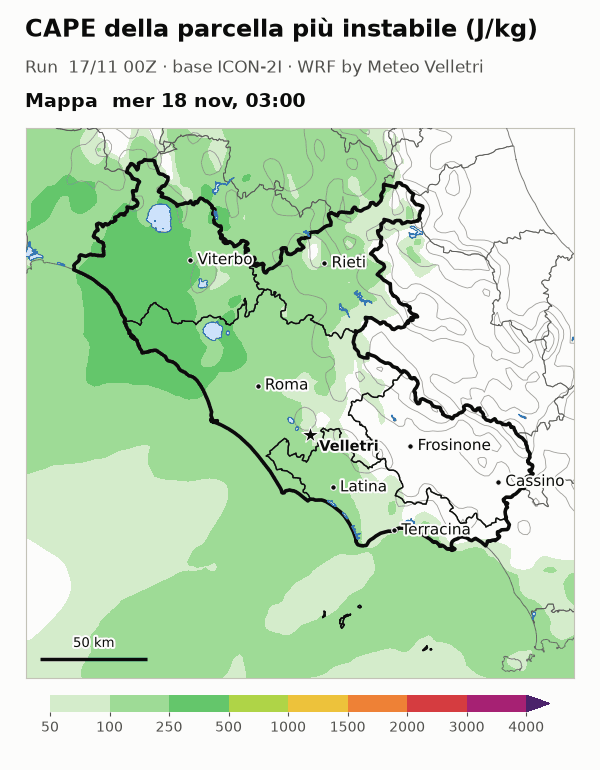 CAPE della parcella più instabile (J/kg)
Run  17/11 00Z · base ICON-2I · WRF by Meteo Velletri
Mappa  mer 18 nov, 03:00
Viterbo
Rieti
Roma
Velletri
Frosinone
Cassino
Latina
Terracina
50 km
50 100 250 500 1000 1500 2000 3000 4000